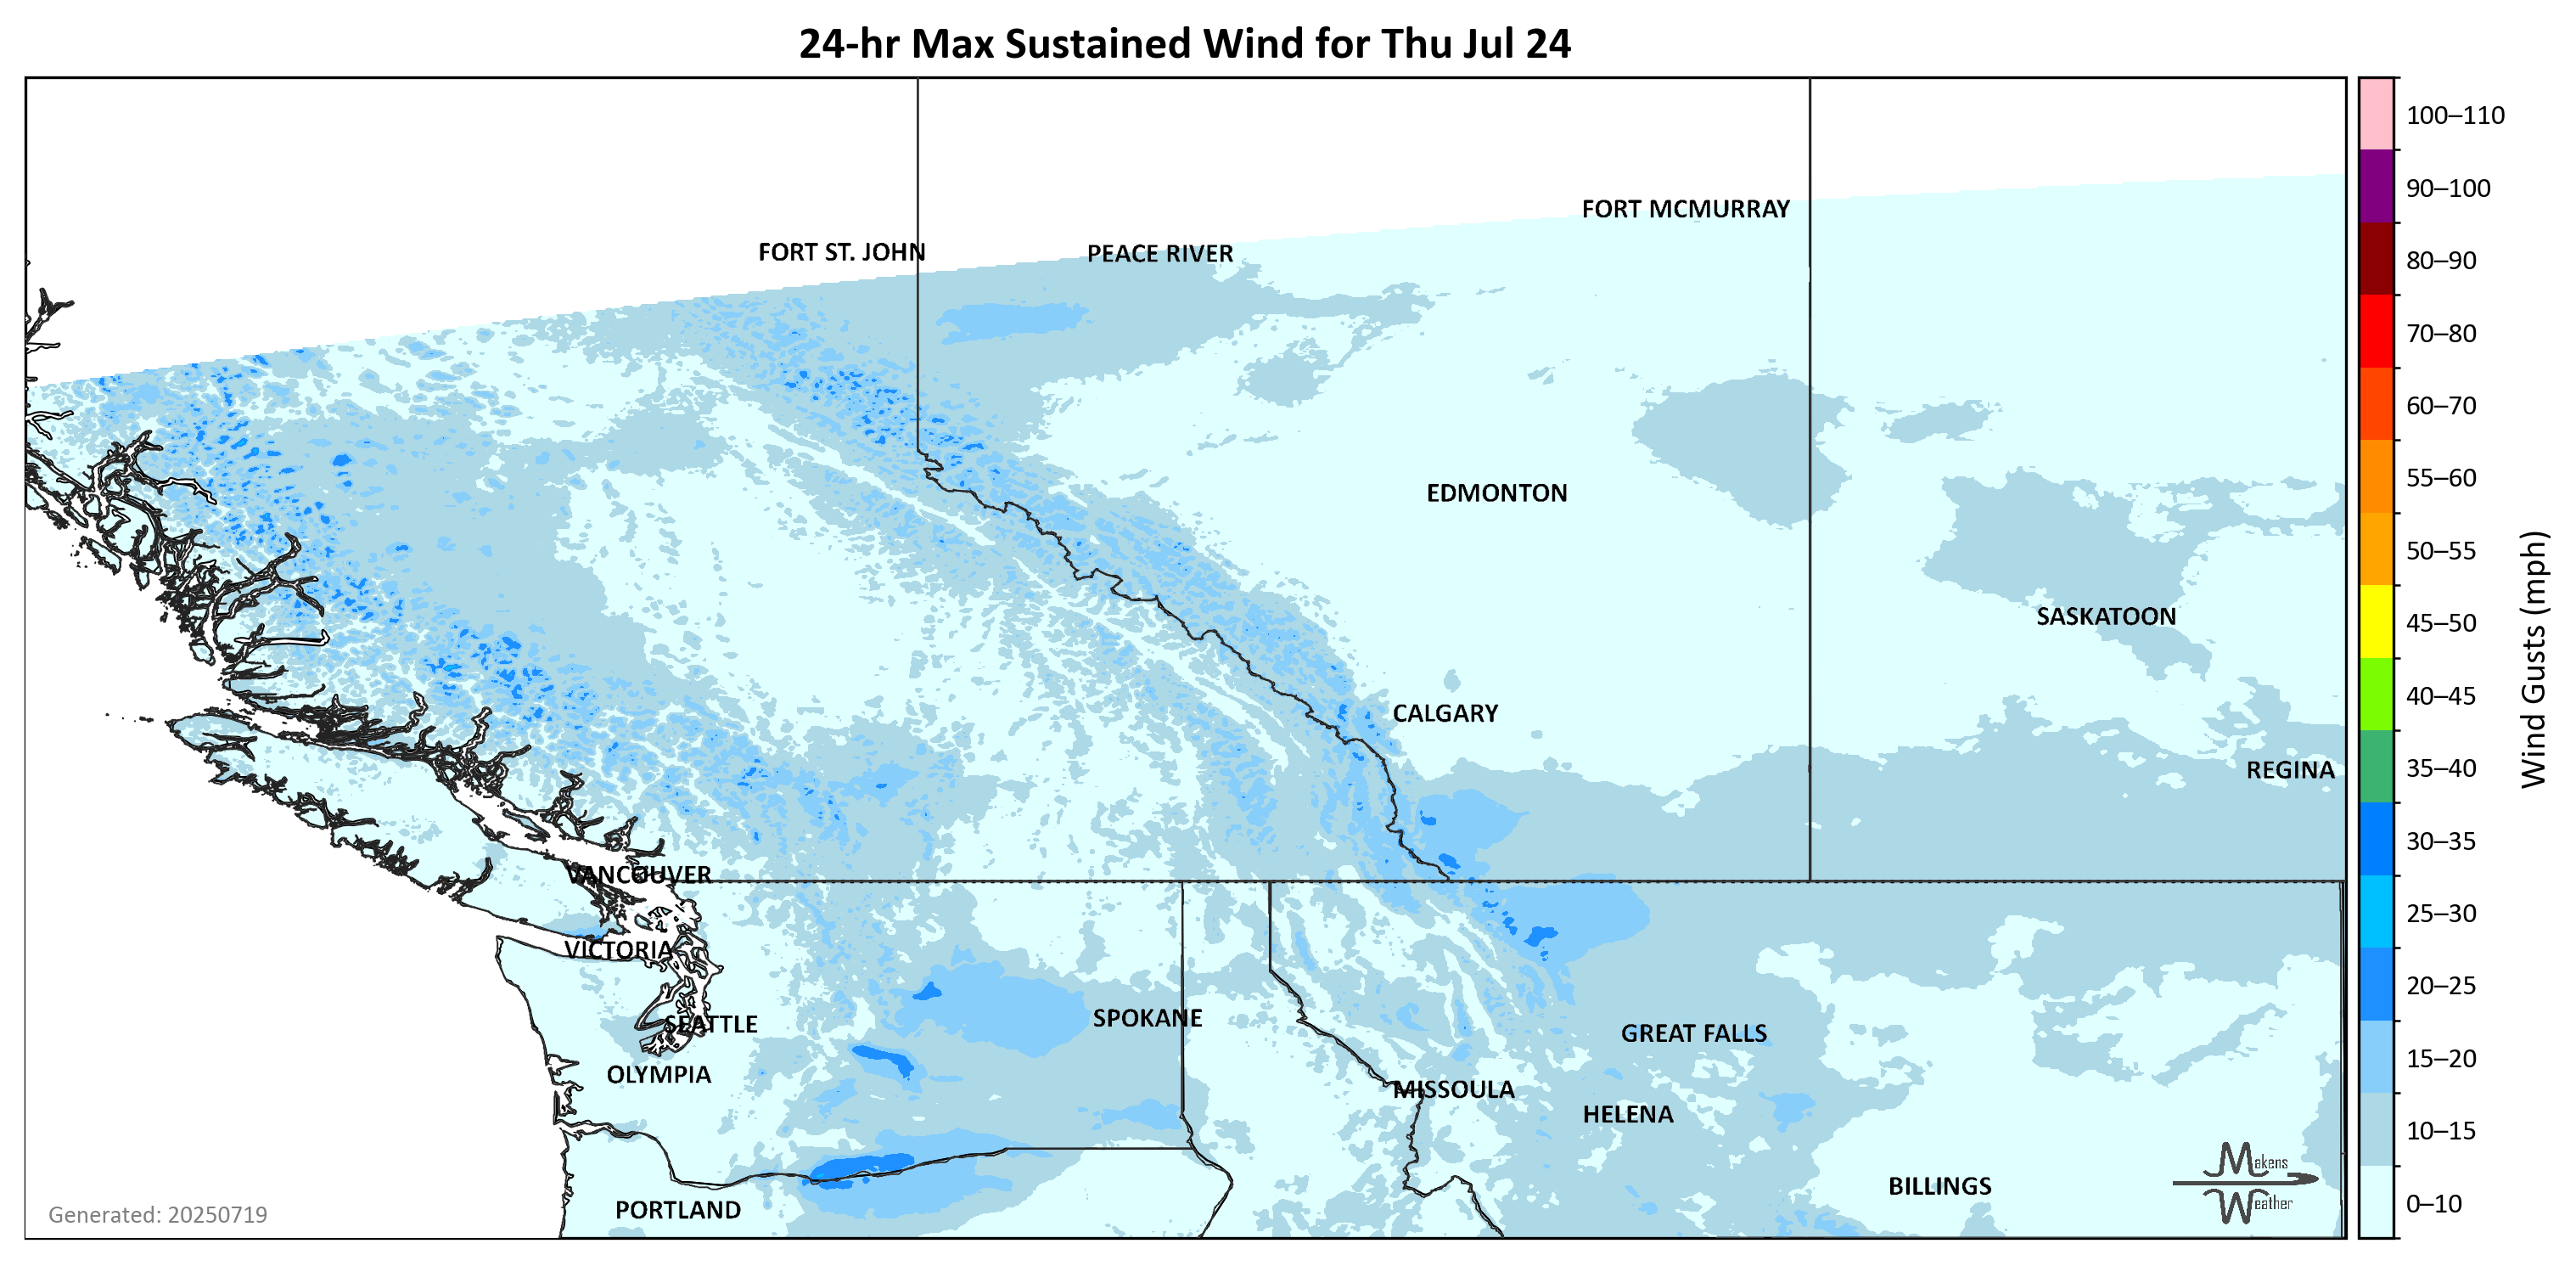 24-hr Max Sustained Wind for Thu Jul 24
100–110
90–100
80–90
70–80
60–70
55–60
50–55
45–50
40–45
35–40
30–35
25–30
20–25
15–20
10–15
0–10
Wind Gusts (mph)
FORT MCMURRAY
FORT ST. JOHN
PEACE RIVER
EDMONTON
SASKATOON
CALGARY
REGINA
VANCOUVER
VICTORIA
SEATTLE
SPOKANE
GREAT FALLS
OLYMPIA
MISSOULA
HELENA
BILLINGS
PORTLAND
Makens
Weather
Generated: 20250719